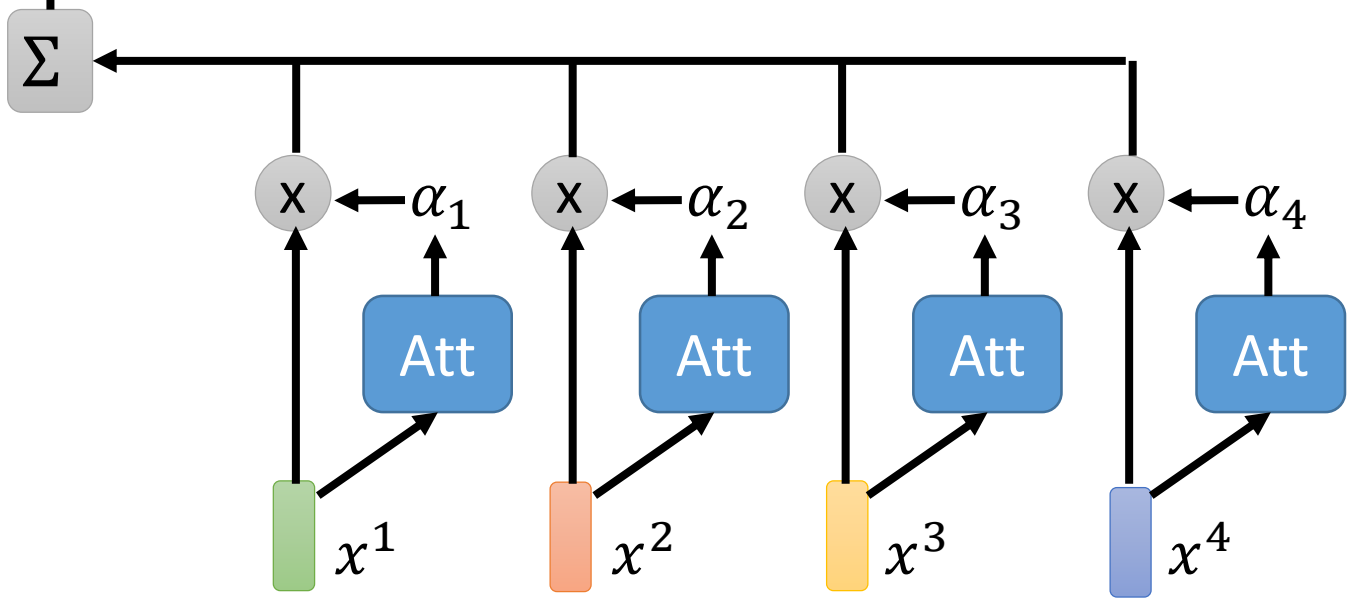 Σ
x α₁ x α₂ x α₃ x α₄
Att Att Att Att
x¹ x² x³ x⁴